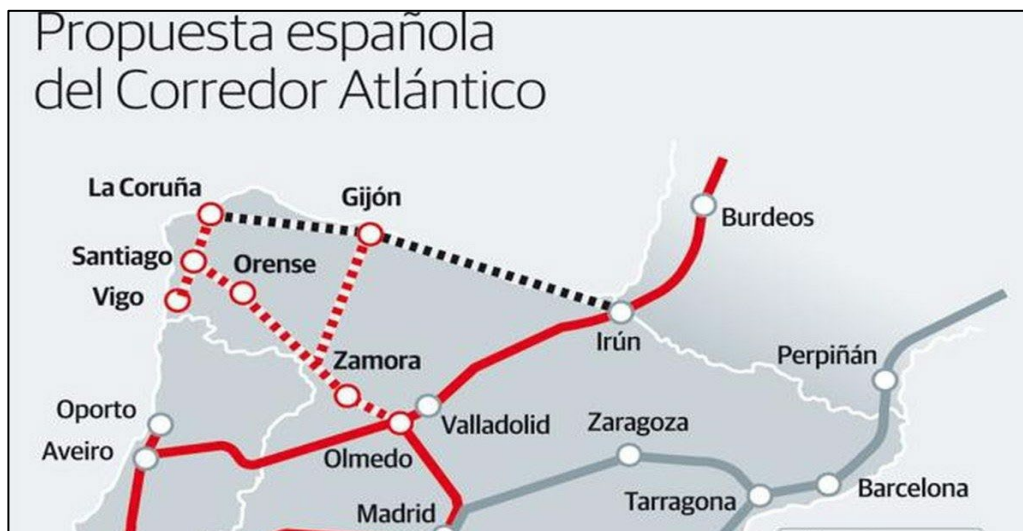 Propuesta española
del Corredor Atlántico
La Coruña
Gijón
Burdeos
Santiago
Orense
Vigo
Irún
Perpiñán
Zamora
Oporto
Valladolid
Zaragoza
Aveiro
Olmedo
Madrid
Tarragona
Barcelona